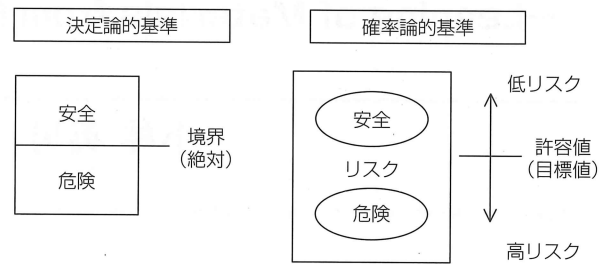 決定論的基準
安全
危険
境界
(絶対)
確率論的基準
安全
リスク
危険
低リスク
許容値
(目標値)
高リスク